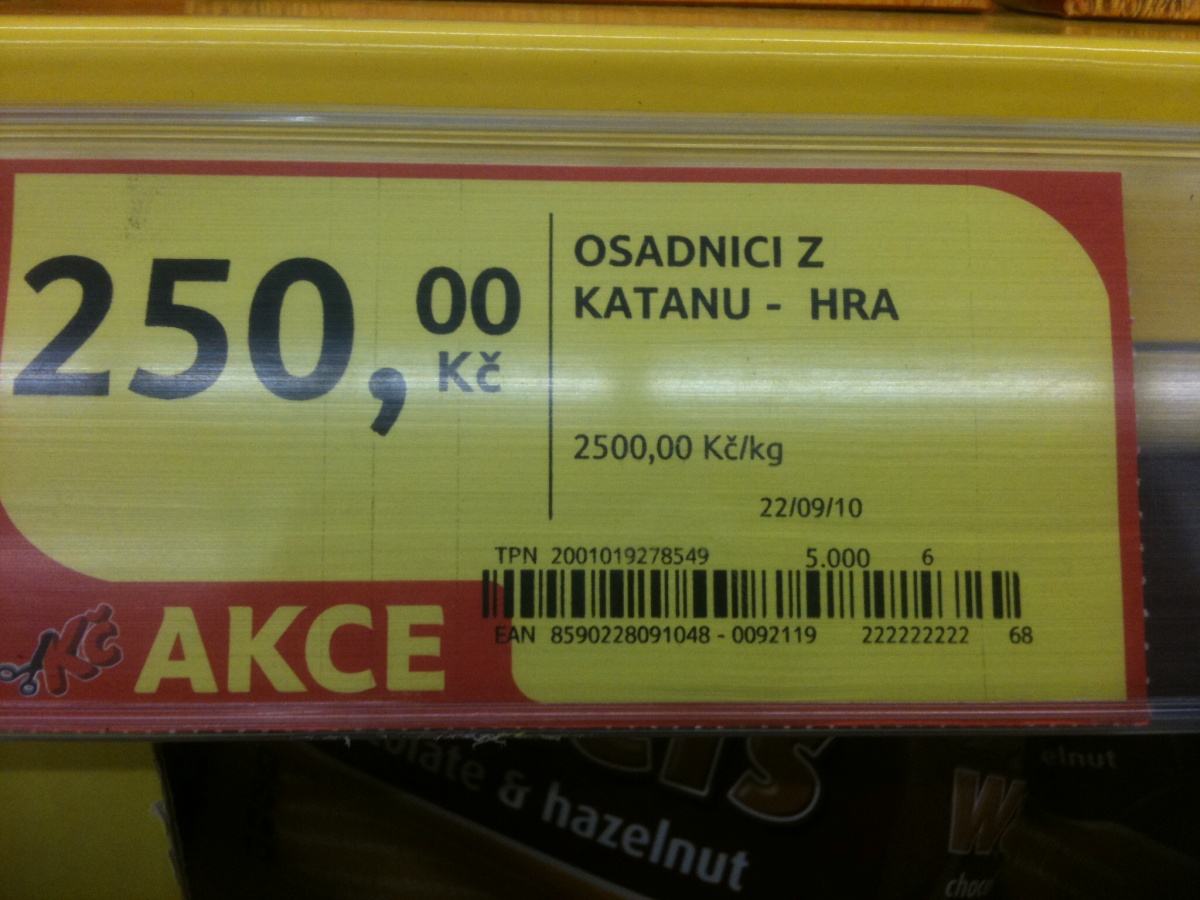 250,00
Kč
OSADNICI Z
KATANU - HRA
2500,00 Kč/kg
22/09/10
TPN 2001019278549 5.000 6
EAN 8590228091048 - 0092119 222222222 68
Kč AKCE
& hazelnut